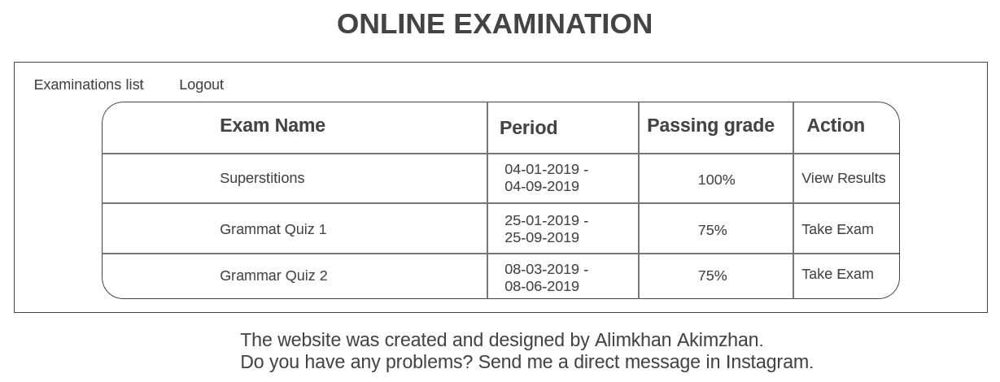 ONLINE EXAMINATION
Examinations list Logout
Exam Name Period Passing grade Action
Superstitions 04-01-2019 - 100% View Results
04-09-2019
Grammat Quiz 1 25-01-2019 - 75% Take Exam
25-09-2019
Grammar Quiz 2 08-03-2019 - 75% Take Exam
08-06-2019
The website was created and designed by Alimkhan Akimzhan.
Do you have any problems? Send me a direct message in Instagram.